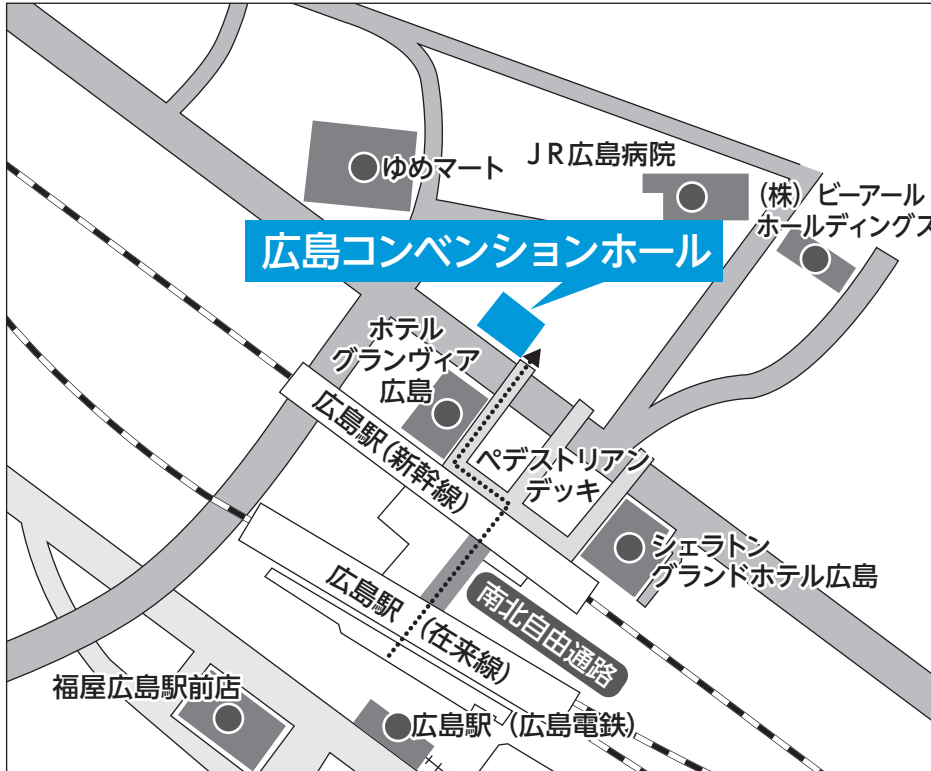 ゆめマート
JR広島病院
(株) ビーアール
ホールディングス
広島コンベンションホール
ホテル
グランヴィア
広島
広島駅(新幹線)
ペデストリアン
デッキ
シェラトン
グランドホテル広島
南北自由通路
広島駅 (在来線)
福屋広島駅前店
広島駅 (広島電鉄)